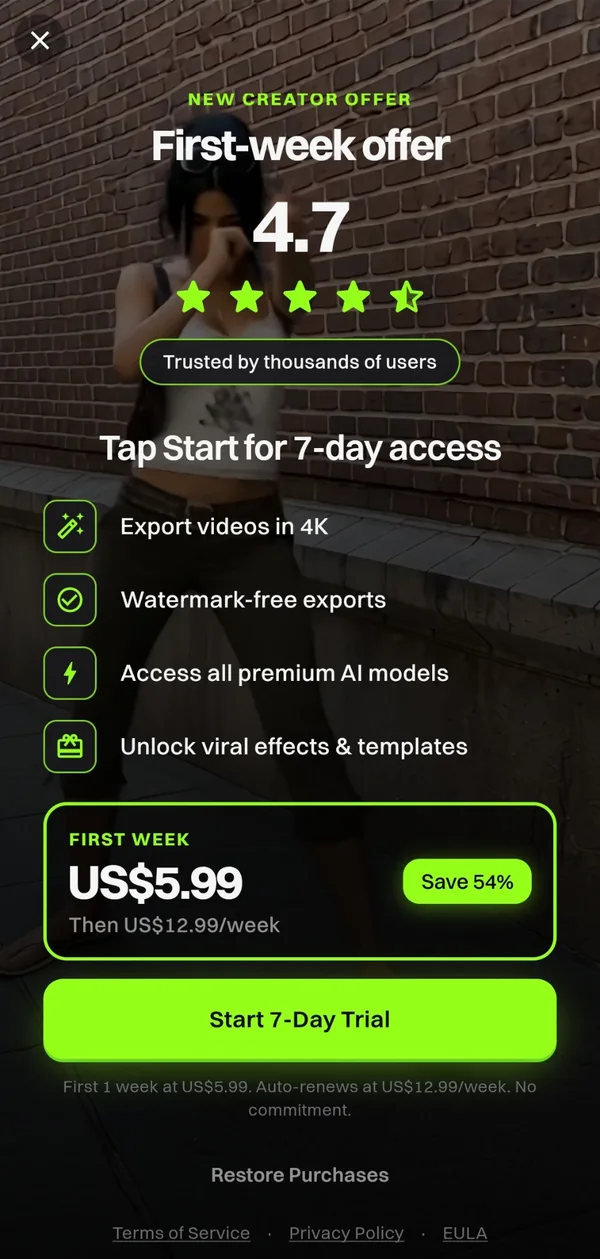 NEW CREATOR OFFER
First-week offer
4.7
Trusted by thousands of users
Tap Start for 7-day access
Export videos in 4K
Watermark-free exports
Access all premium AI models
Unlock viral effects & templates
FIRST WEEK
US$5.99
Save 54%
Then US$12.99/week
Start 7-Day Trial
First 1 week at US$5.99. Auto-renews at US$12.99/week. No
commitment.
Restore Purchases
Terms of Service · Privacy Policy · EULA